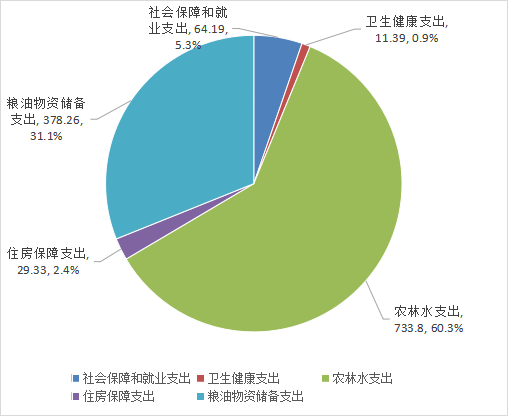 社会保障和就
业支出, 64.19,
5.3%
卫生健康支出,
11.39, 0.9%
粮油物资储备
支出, 378.26,
31.1%
住房保障支出,
29.33, 2.4%
农林水支出,
733.8, 60.3%
社会保障和就业支出
卫生健康支出
农林水支出
住房保障支出
粮油物资储备支出